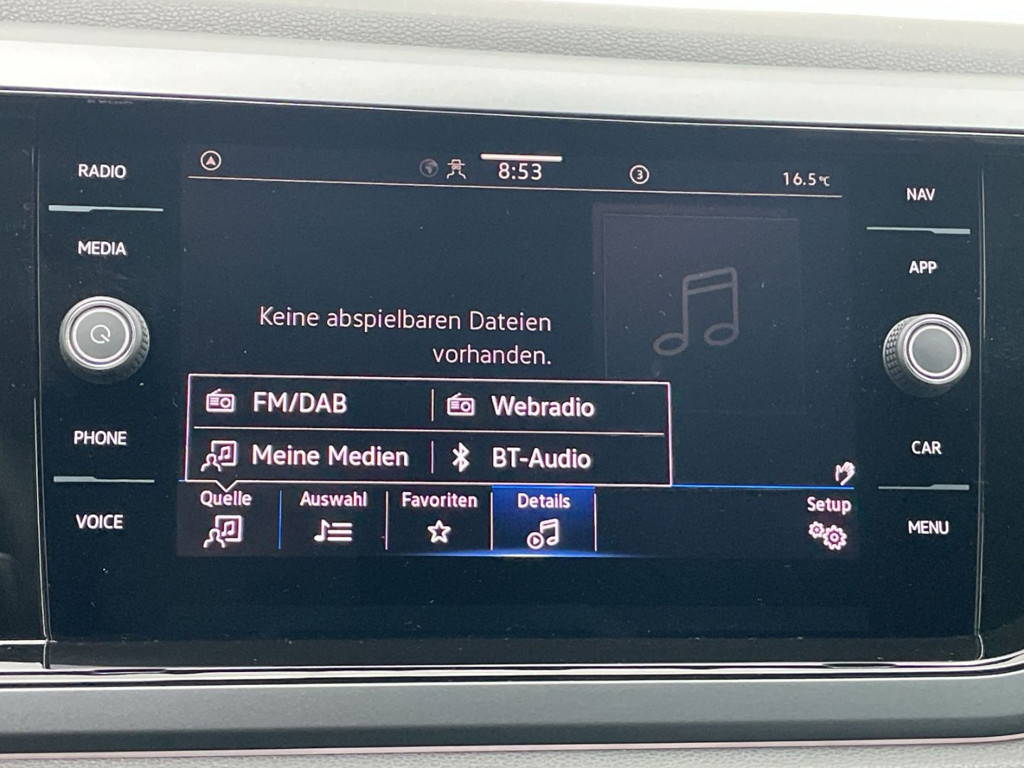 RADIO
MEDIA
PHONE
VOICE
8:53
3
16.5°C
Keine abspielbaren Dateien
vorhanden.
FM/DAB
Webradio
Meine Medien
BT-Audio
Quelle
Auswahl
Favoriten
Details
Setup
NAV
APP
CAR
MENU